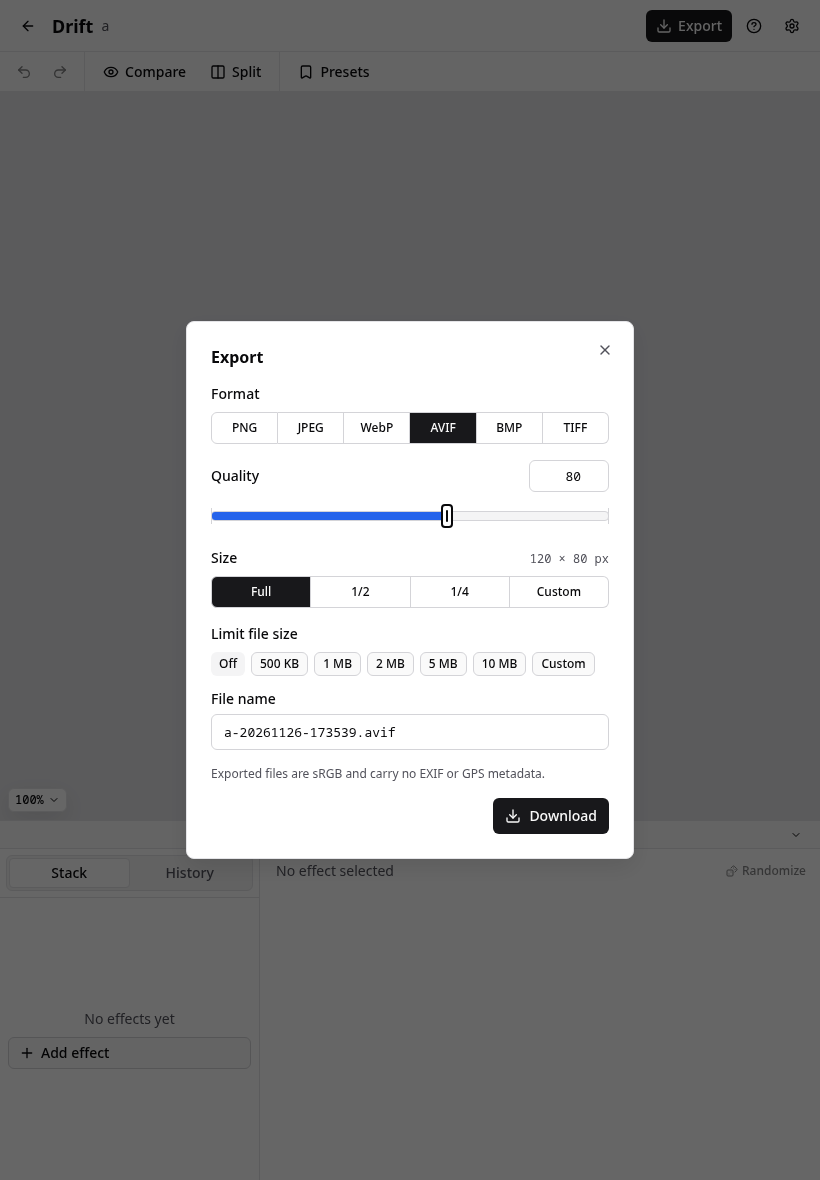 Drift a
Export
Compare
Split
Presets
Export
Format
PNG
JPEG
WebP
AVIF
BMP
TIFF
Quality
80
Size
120 × 80 px
Full
1/2
1/4
Custom
Limit file size
Off
500 KB
1 MB
2 MB
5 MB
10 MB
Custom
File name
a-20261126-173539.avif
Exported files are sRGB and carry no EXIF or GPS metadata.
Download
100%
Stack
History
No effect selected
Randomize
No effects yet
Add effect